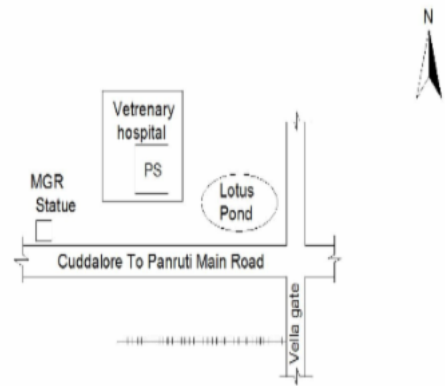 N
Vetrenary
hospital
PS
MGR
Statue
Lotus
Pond
Cuddalore To Panruti Main Road
Vella gate